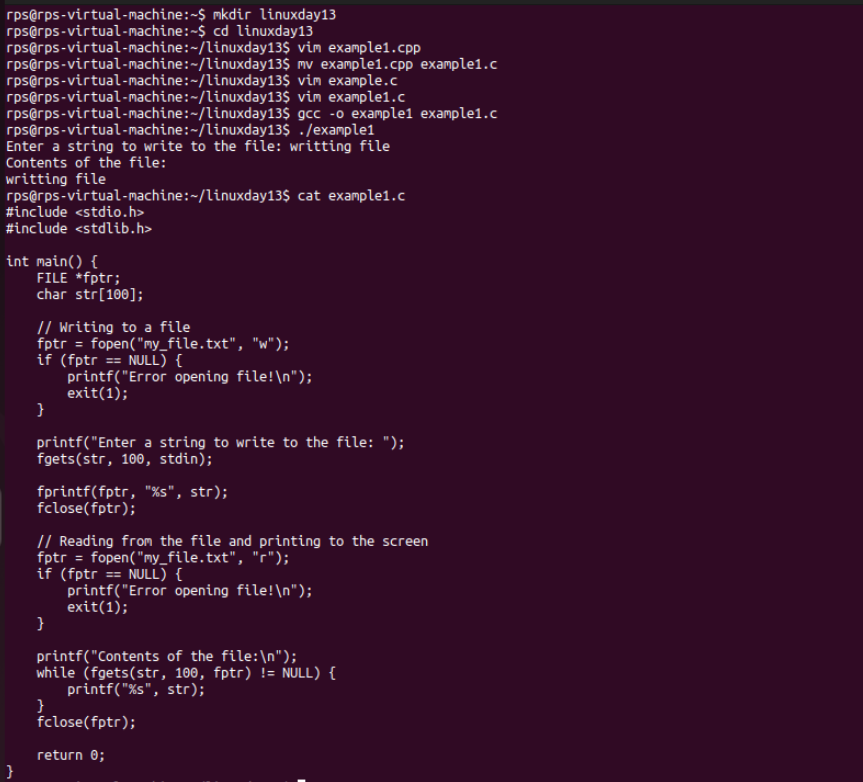 rps@rps-virtual-machine:~$ mkdir linuxday13
rps@rps-virtual-machine:~$ cd linuxday13
rps@rps-virtual-machine:~/linuxday13$ vim example1.cpp
rps@rps-virtual-machine:~/linuxday13$ mv example1.cpp example1.c
rps@rps-virtual-machine:~/linuxday13$ vim example.c
rps@rps-virtual-machine:~/linuxday13$ vim example1.c
rps@rps-virtual-machine:~/linuxday13$ gcc -o example1 example1.c
rps@rps-virtual-machine:~/linuxday13$ ./example1
Enter a string to write to the file: writting file
Contents of the file:
writting file
rps@rps-virtual-machine:~/linuxday13$ cat example1.c
#include <stdio.h>
#include <stdlib.h>

int main() {
    FILE *fptr;
    char str[100];

    // Writing to a file
    fptr = fopen("my_file.txt", "w");
    if (fptr == NULL) {
        printf("Error opening file!\n");
        exit(1);
    }

    printf("Enter a string to write to the file: ");
    fgets(str, 100, stdin);

    fprintf(fptr, "%s", str);
    fclose(fptr);

    // Reading from the file and printing to the screen
    fptr = fopen("my_file.txt", "r");
    if (fptr == NULL) {
        printf("Error opening file!\n");
        exit(1);
    }

    printf("Contents of the file:\n");
    while (fgets(str, 100, fptr) != NULL) {
        printf("%s", str);
    }
    fclose(fptr);

    return 0;
}